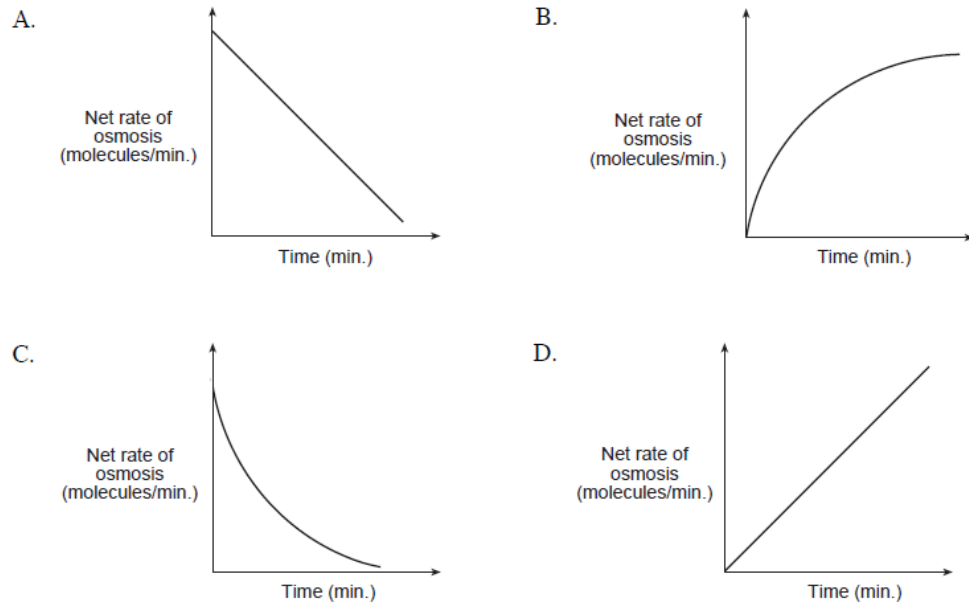 A.
Net rate of
osmosis
(molecules/min.)
Time (min.)
B.
Net rate of
osmosis
(molecules/min.)
Time (min.)
C.
Net rate of
osmosis
(molecules/min.)
Time (min.)
D.
Net rate of
osmosis
(molecules/min.)
Time (min.)